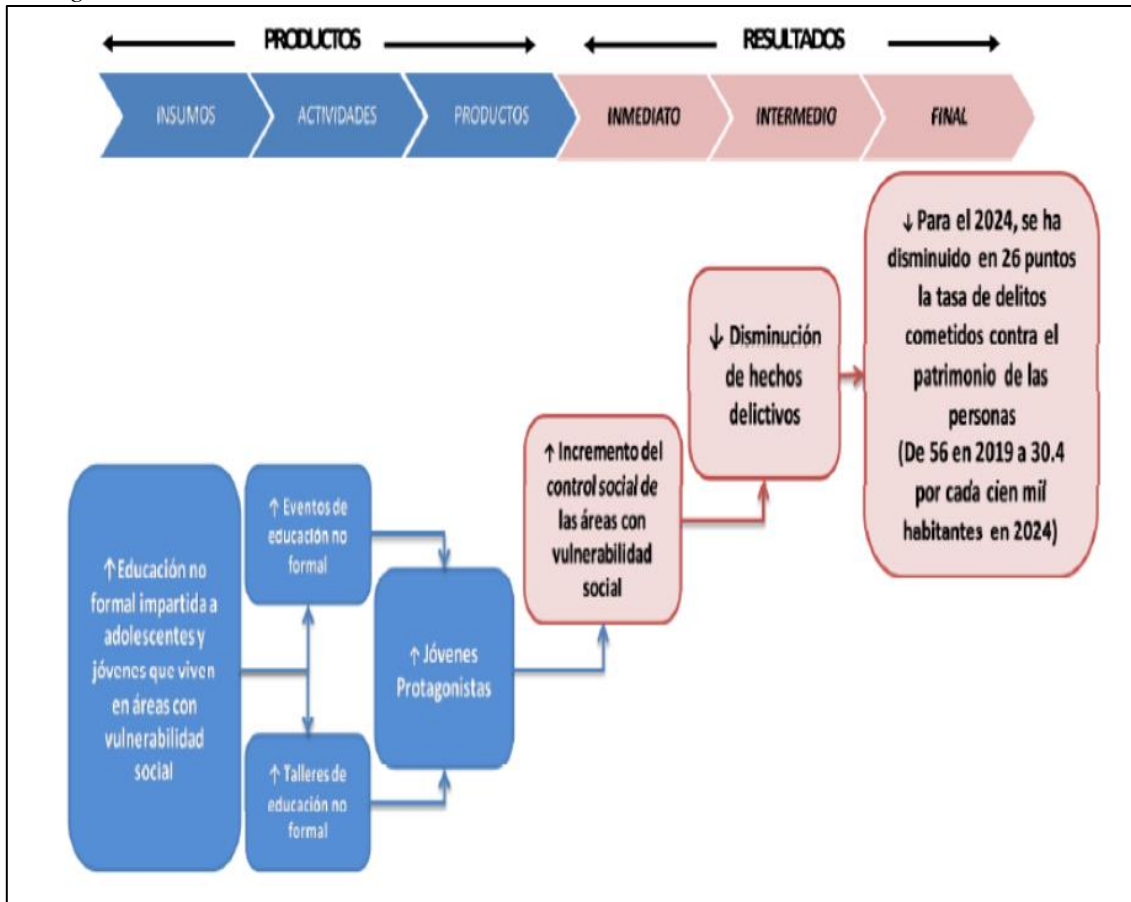 PRODUCTOS
RESULTADOS
INSUMOS
ACTIVIDADES
PRODUCTOS
INMEDIATO
INTERMEDIO
FINAL
↓ Para el 2024, se ha
disminuido en 26 puntos
la tasa de delitos
cometidos contra el
patrimonio de las
personas
(De 56 en 2019 a 30.4
por cada cien mil
habitantes en 2024)
↓ Disminución
de hechos
delictivos
↑ Incremento del
control social de
las áreas con
vulnerabilidad
social
↑ Eventos de
educación no
formal
↑Educación no
formal impartida a
adolescentes y
jóvenes que viven
en áreas con
vulnerabilidad
social
↑ Jóvenes
Protagonistas
↑ Talleres de
educación no
formal